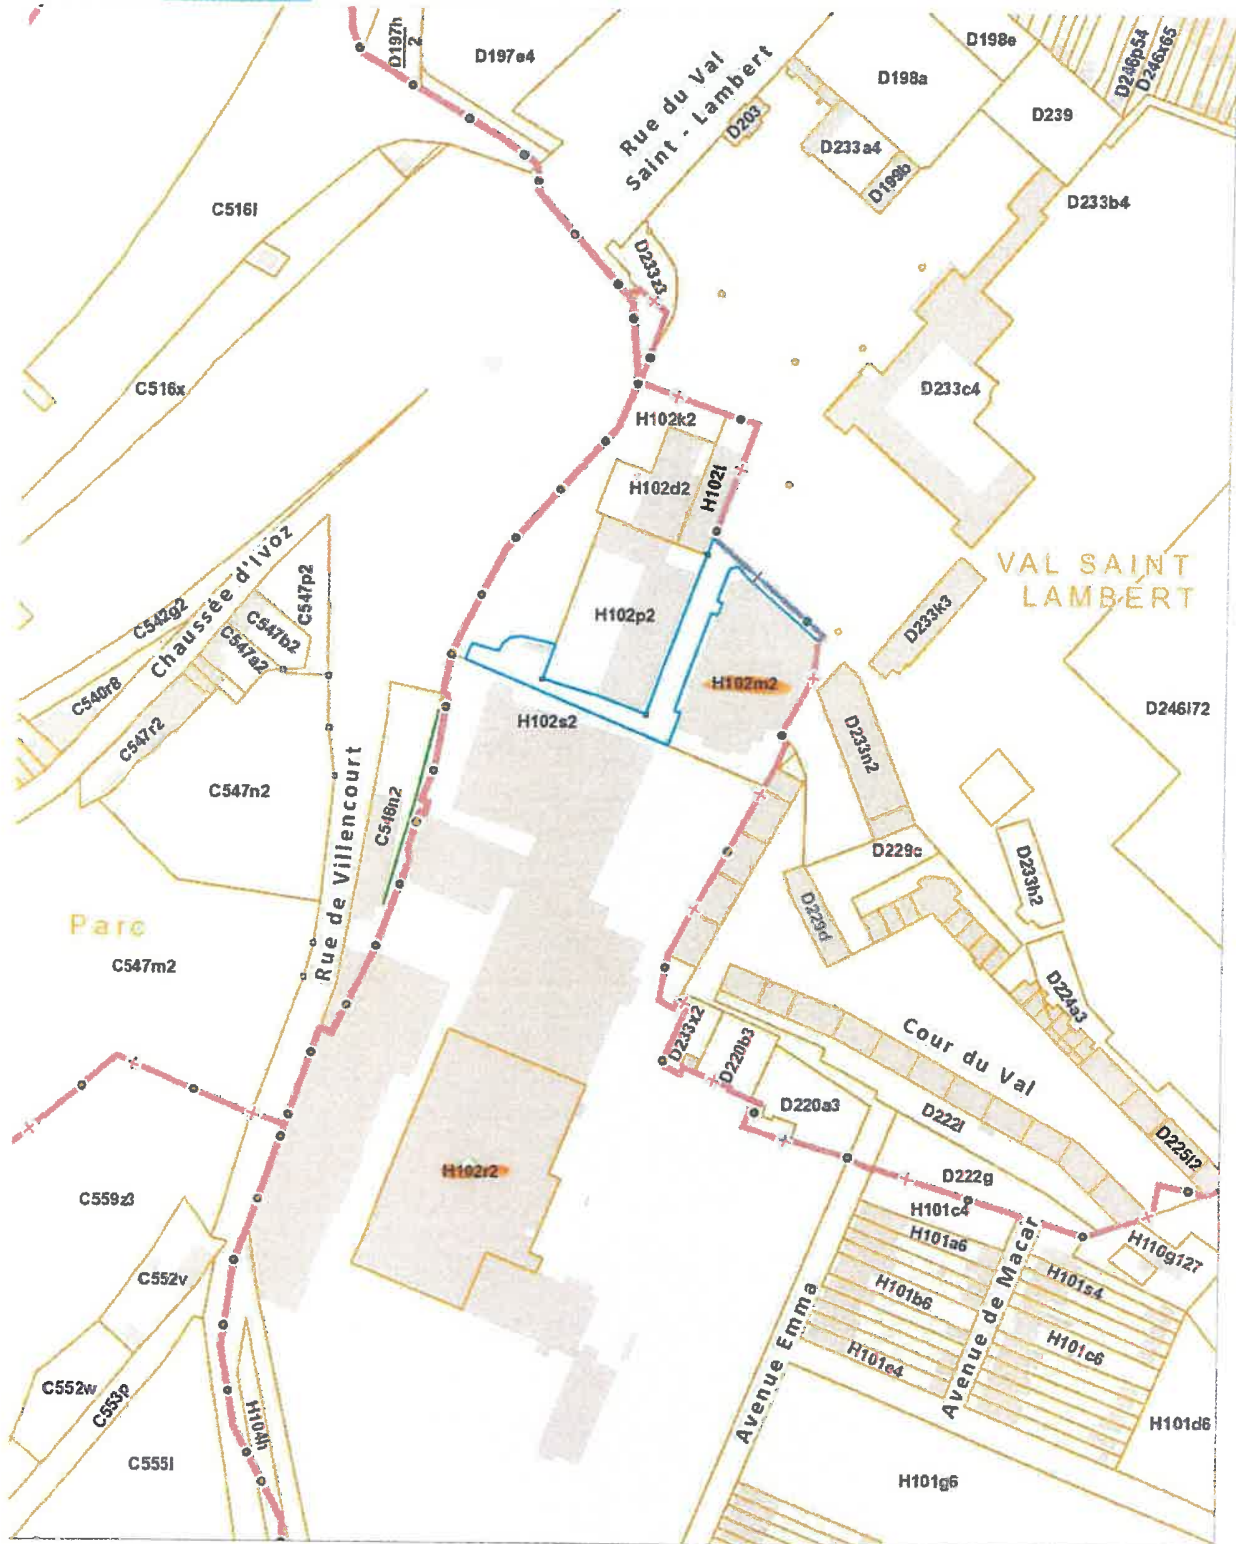 D197h
2
D197e4
Rue du Val
Saint - Lambert
D203
D198e
D198a
D246p54
D246x65
D239
D233a4
D199b
D233b4
C516l
D233z3
C516x
D233c4
H102k2
H102d2
H102t
VAL SAINT
LAMBERT
C542g2
Chaussée d'Ivoz
C547p2
C547b2
C547a2
C540r8
C547r2
H102p2
D233k3
H102m2
H102s2
D233n2
D246l72
C547n2
Rue de Villencourt
C548n2
D229c
D233h2
D229d
Parc
C547m2
D224a3
D233x2
D220b3
Cour du Val
D220a3
D222l
D225l2
H102r2
D222g
C559z3
H101c4
H101a6
H110g127
C552v
H101b6
H101s4
Avenue Emma
Avenue de Macar
H101e4
H101c6
C552w
C553p
H104h
H101d6
C555l
H101g6